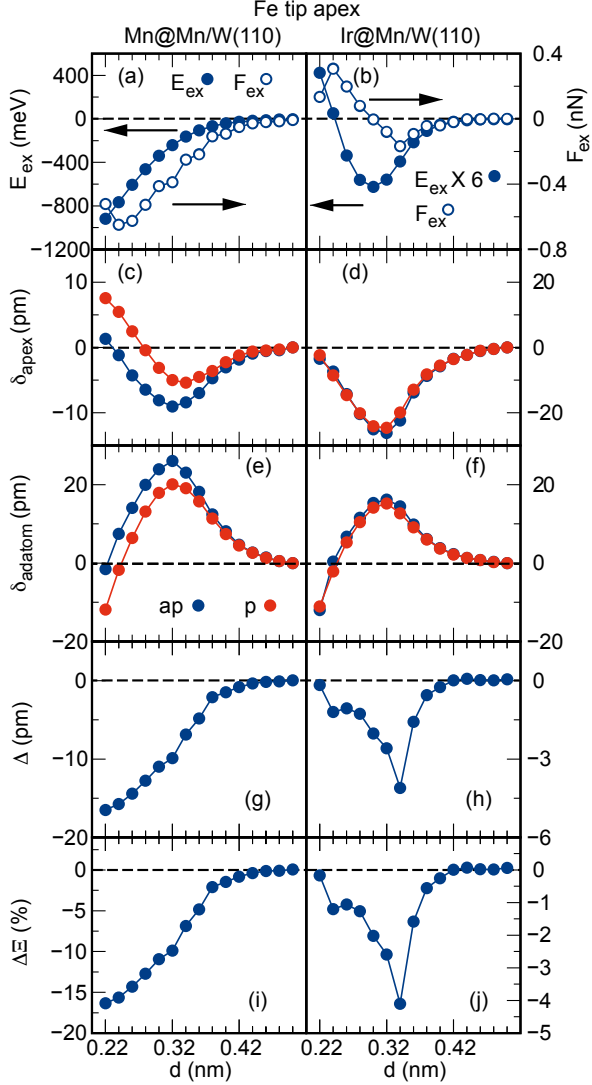 Fe tip apex
Mn@Mn/W(110) Ir@Mn/W(110)
(a) E_ex F_ex (b)
400 0.4
0 0
−400 −0.4
−800 −0.8
−1200
E_ex (meV) F_ex (nN)
E_ex X 6
F_ex
(c) (d)
10 20
0 0
−10 −20
δ_apex (pm)
(e) (f)
20 20
0 0
−20 −20
δ_adatom (pm)
ap p
0 0
−10 −3
−20 −6
Δ (pm)
(g) (h)
0 0
−5 −1
−10 −2
−15 −3
−20 −4
−5
ΔΞ (%)
(i) (j)
0.22 0.32 0.42 0.22 0.32 0.42
d (nm) d (nm)